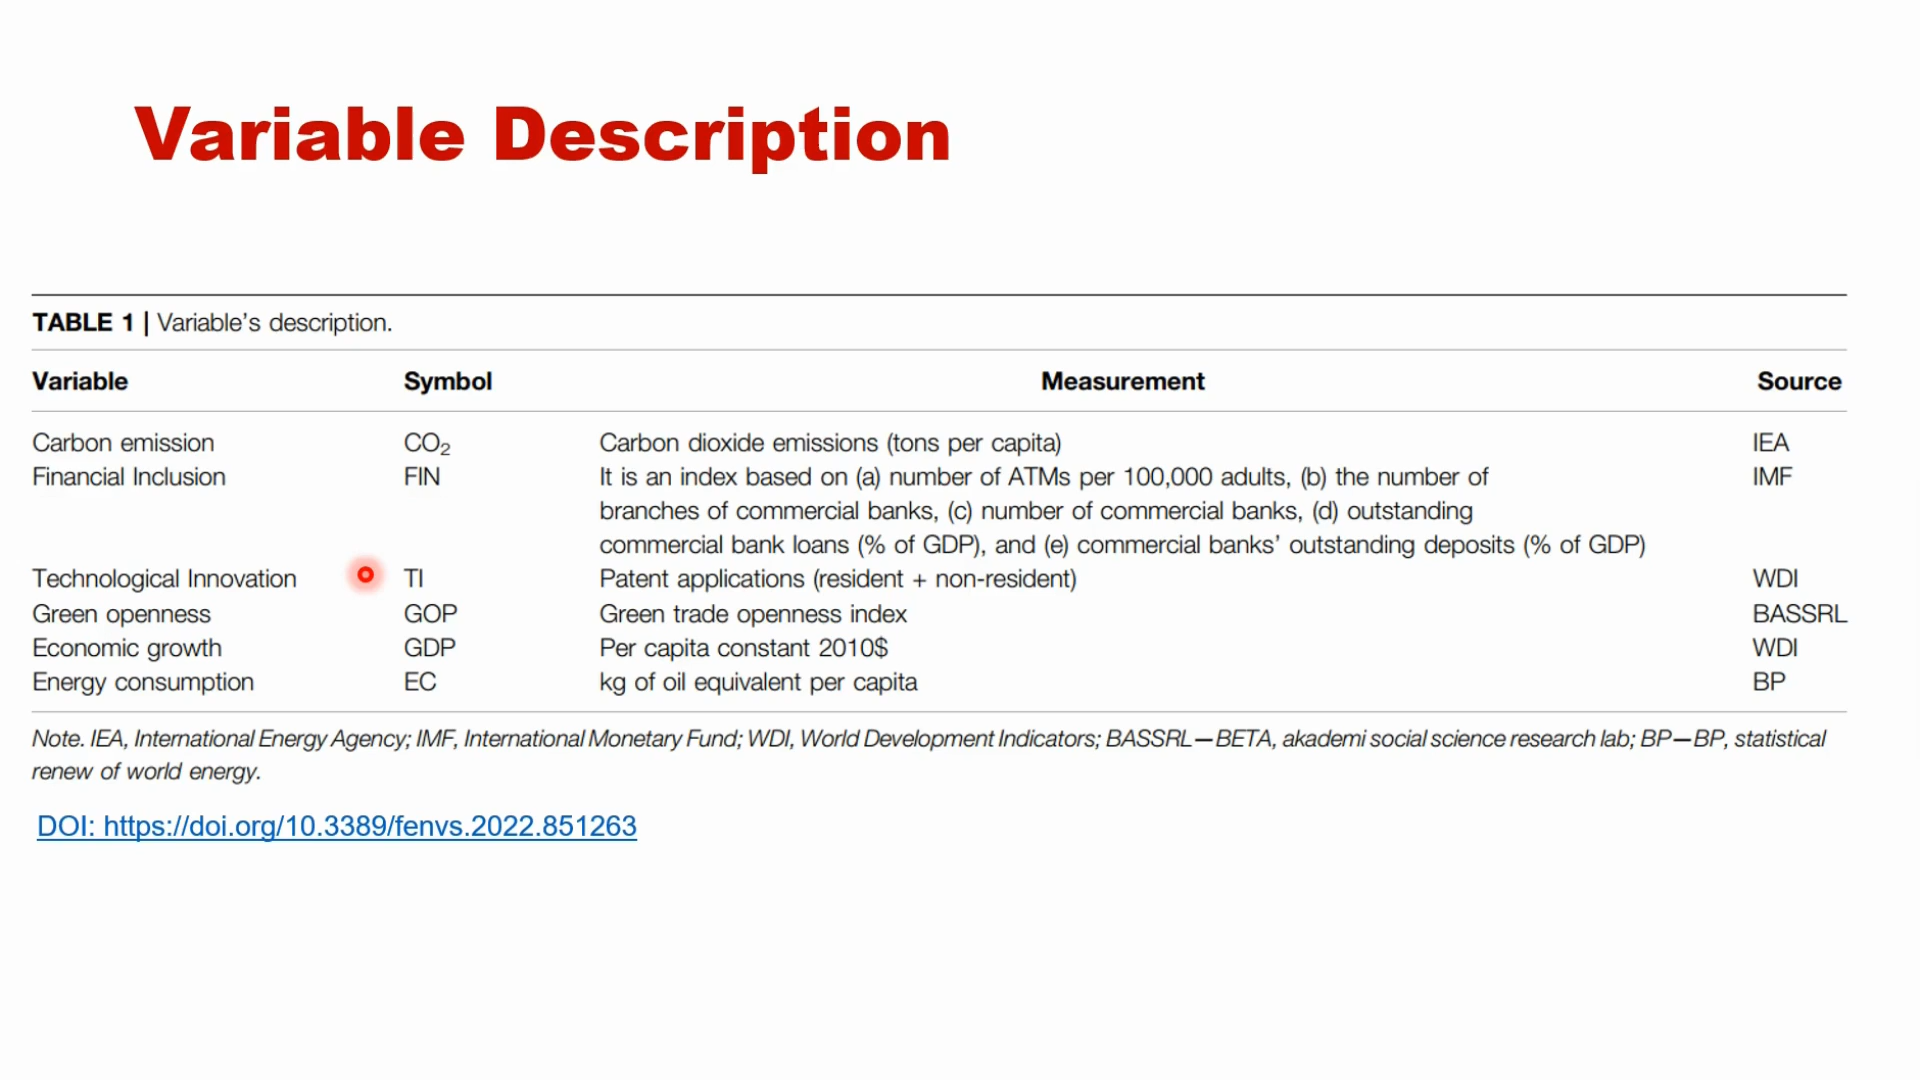 Variable Description
TABLE 1 | Variable's description.
Variable Symbol Measurement Source
Carbon emission CO₂ Carbon dioxide emissions (tons per capita) IEA
Financial Inclusion FIN It is an index based on (a) number of ATMs per 100,000 adults, (b) the number of IMF
branches of commercial banks, (c) number of commercial banks, (d) outstanding
commercial bank loans (% of GDP), and (e) commercial banks' outstanding deposits (% of GDP)
Technological Innovation TI Patent applications (resident + non-resident) WDI
Green openness GOP Green trade openness index BASSRL
Economic growth GDP Per capita constant 2010$ WDI
Energy consumption EC kg of oil equivalent per capita BP
Note. IEA, International Energy Agency; IMF, International Monetary Fund; WDI, World Development Indicators; BASSRL—BETA, akademi social science research lab; BP—BP, statistical
renew of world energy.
DOI: https://doi.org/10.3389/fenvs.2022.851263